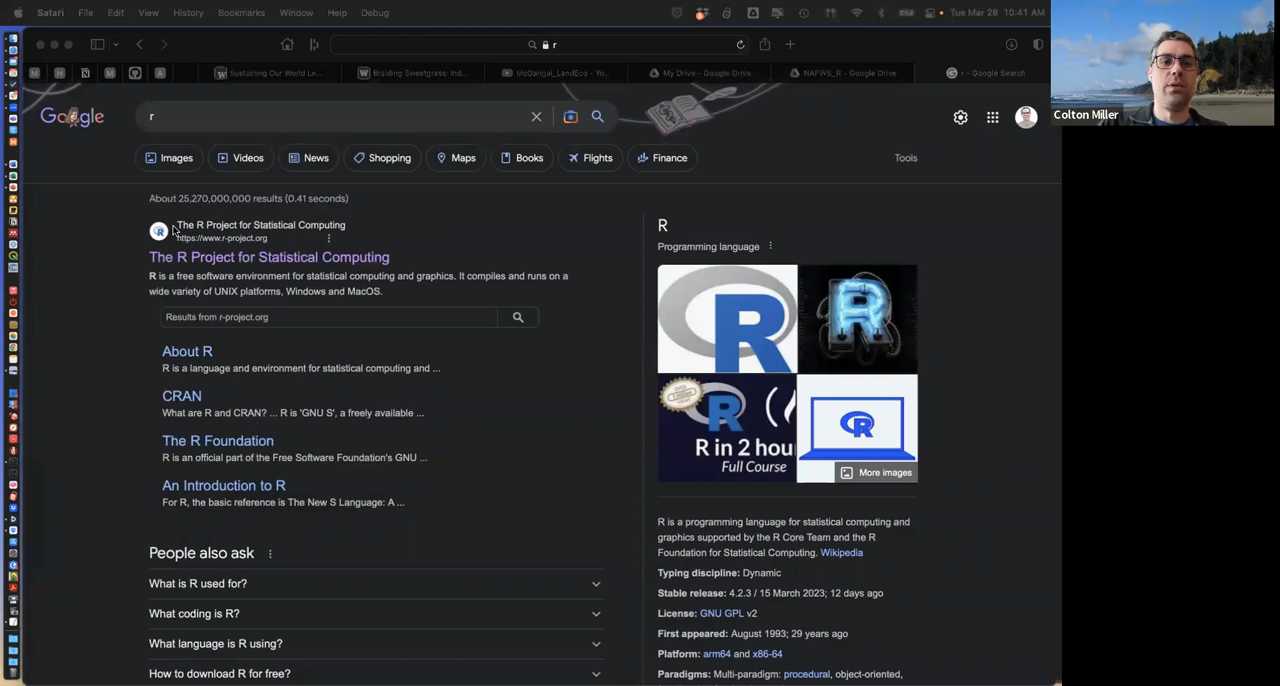 Safari File Edit View History Bookmarks Window Help Debug
Tue Mar 28 10:41 AM
r
M H M A
Sustaining Our World Le...
Braiding Sweetgrass: Ind...
McGarigal_LandEco - Yo...
My Drive - Google Drive
NAFWS_R - Google Drive
r - Google Search
Google
r
Images Videos News Shopping Maps Books Flights Finance
Tools
About 25,270,000,000 results (0.41 seconds)
The R Project for Statistical Computing
https://www.r-project.org
The R Project for Statistical Computing
R is a free software environment for statistical computing and graphics. It compiles and runs on a
wide variety of UNIX platforms, Windows and MacOS.
Results from r-project.org
About R
R is a language and environment for statistical computing and ...
CRAN
What are R and CRAN? ... R is 'GNU S', a freely available ...
The R Foundation
R is an official part of the Free Software Foundation's GNU ...
An Introduction to R
For R, the basic reference is The New S Language: A ...
People also ask
What is R used for?
What coding is R?
What language is R using?
How to download R for free?
R
Programming language
R
R
R
R in 2 hou
Full Course
R
More images
R is a programming language for statistical computing and
graphics supported by the R Core Team and the R
Foundation for Statistical Computing. Wikipedia
Typing discipline: Dynamic
Stable release: 4.2.3 / 15 March 2023; 12 days ago
License: GNU GPL v2
First appeared: August 1993; 29 years ago
Platform: arm64 and x86-64
Paradigms: Multi-paradigm: procedural, object-oriented,
Colton Miller